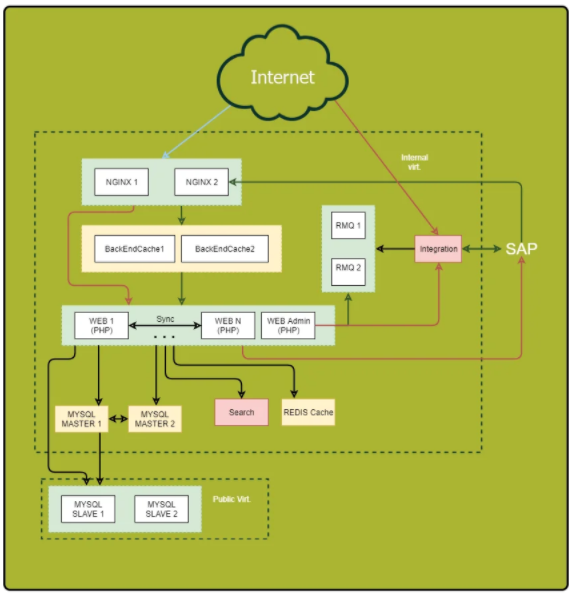 Internet
Internal
virt.
NGINX 1
NGINX 2
RMQ 1
BackEndCache1
BackEndCache2
Integration
SAP
RMQ 2
WEB 1
(PHP)
Sync
. . .
WEB N
(PHP)
WEB Admin
(PHP)
MYSQL
MASTER 1
MYSQL
MASTER 2
Search
REDIS Cache
Public Virt.
MYSQL
SLAVE 1
MYSQL
SLAVE 2